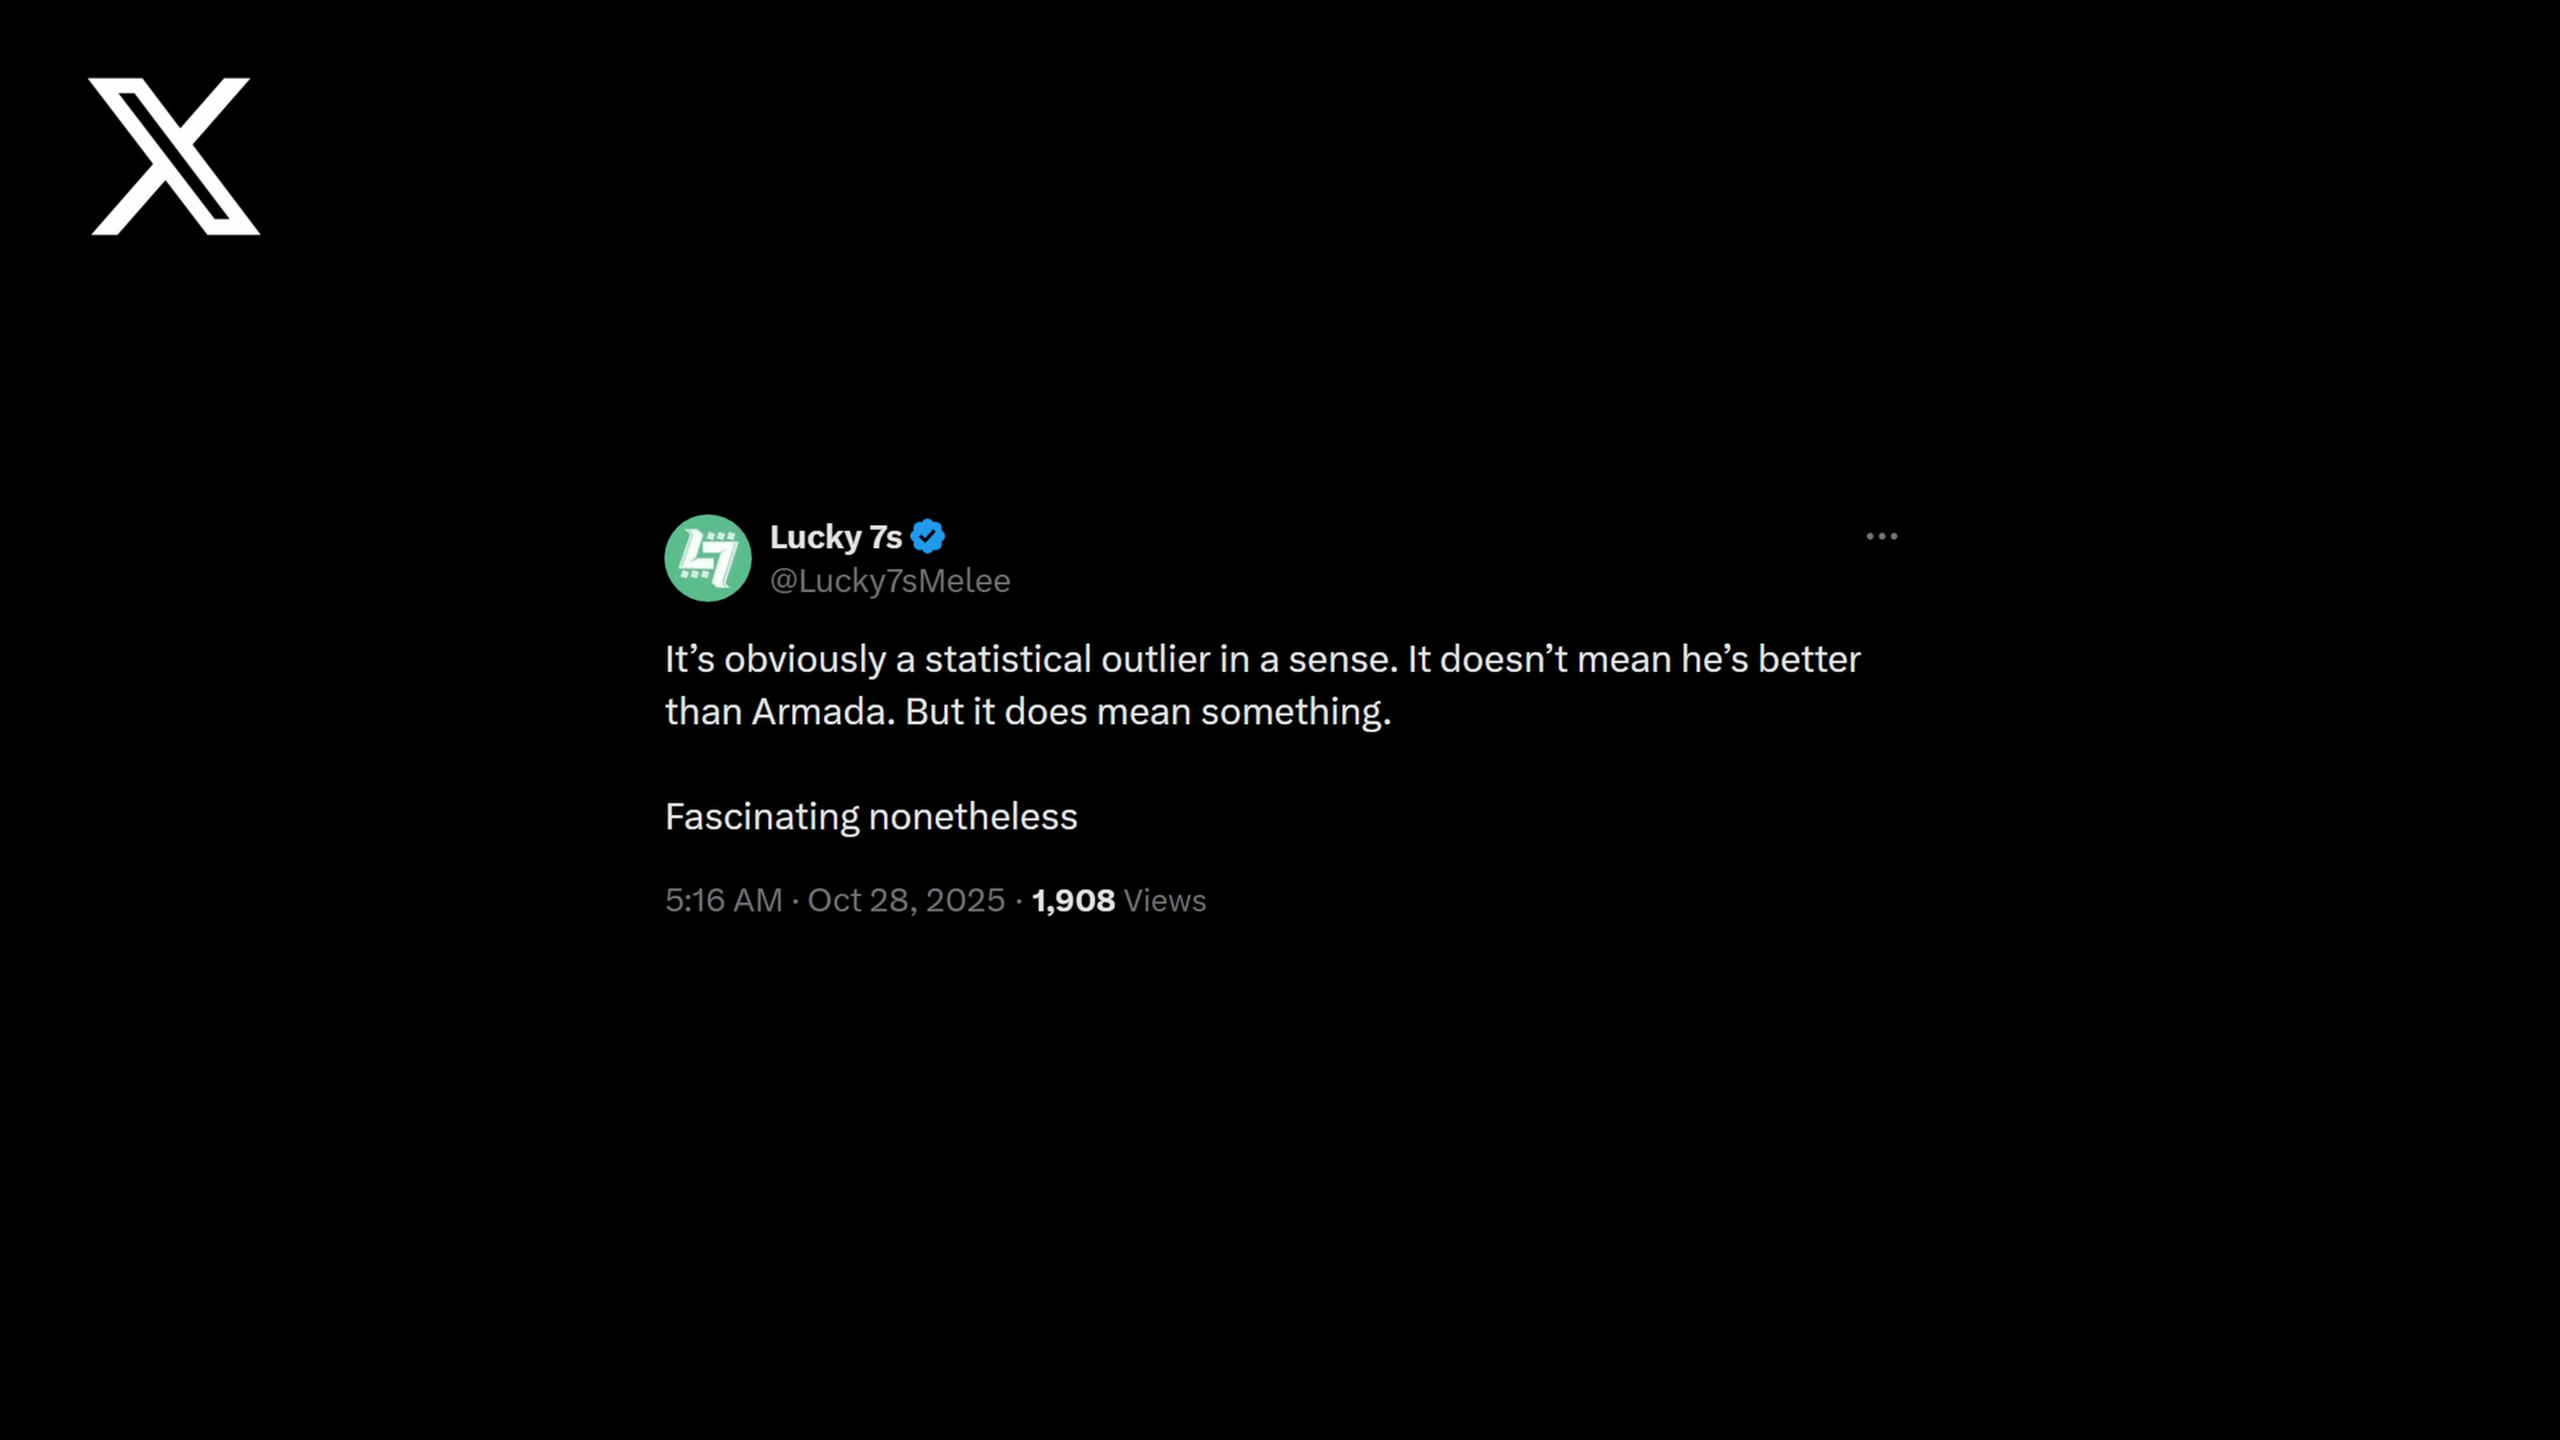 Lucky 7s
@Lucky7sMelee
It’s obviously a statistical outlier in a sense. It doesn’t mean he’s better
than Armada. But it does mean something.
Fascinating nonetheless
5:16 AM · Oct 28, 2025 · 1,908 Views